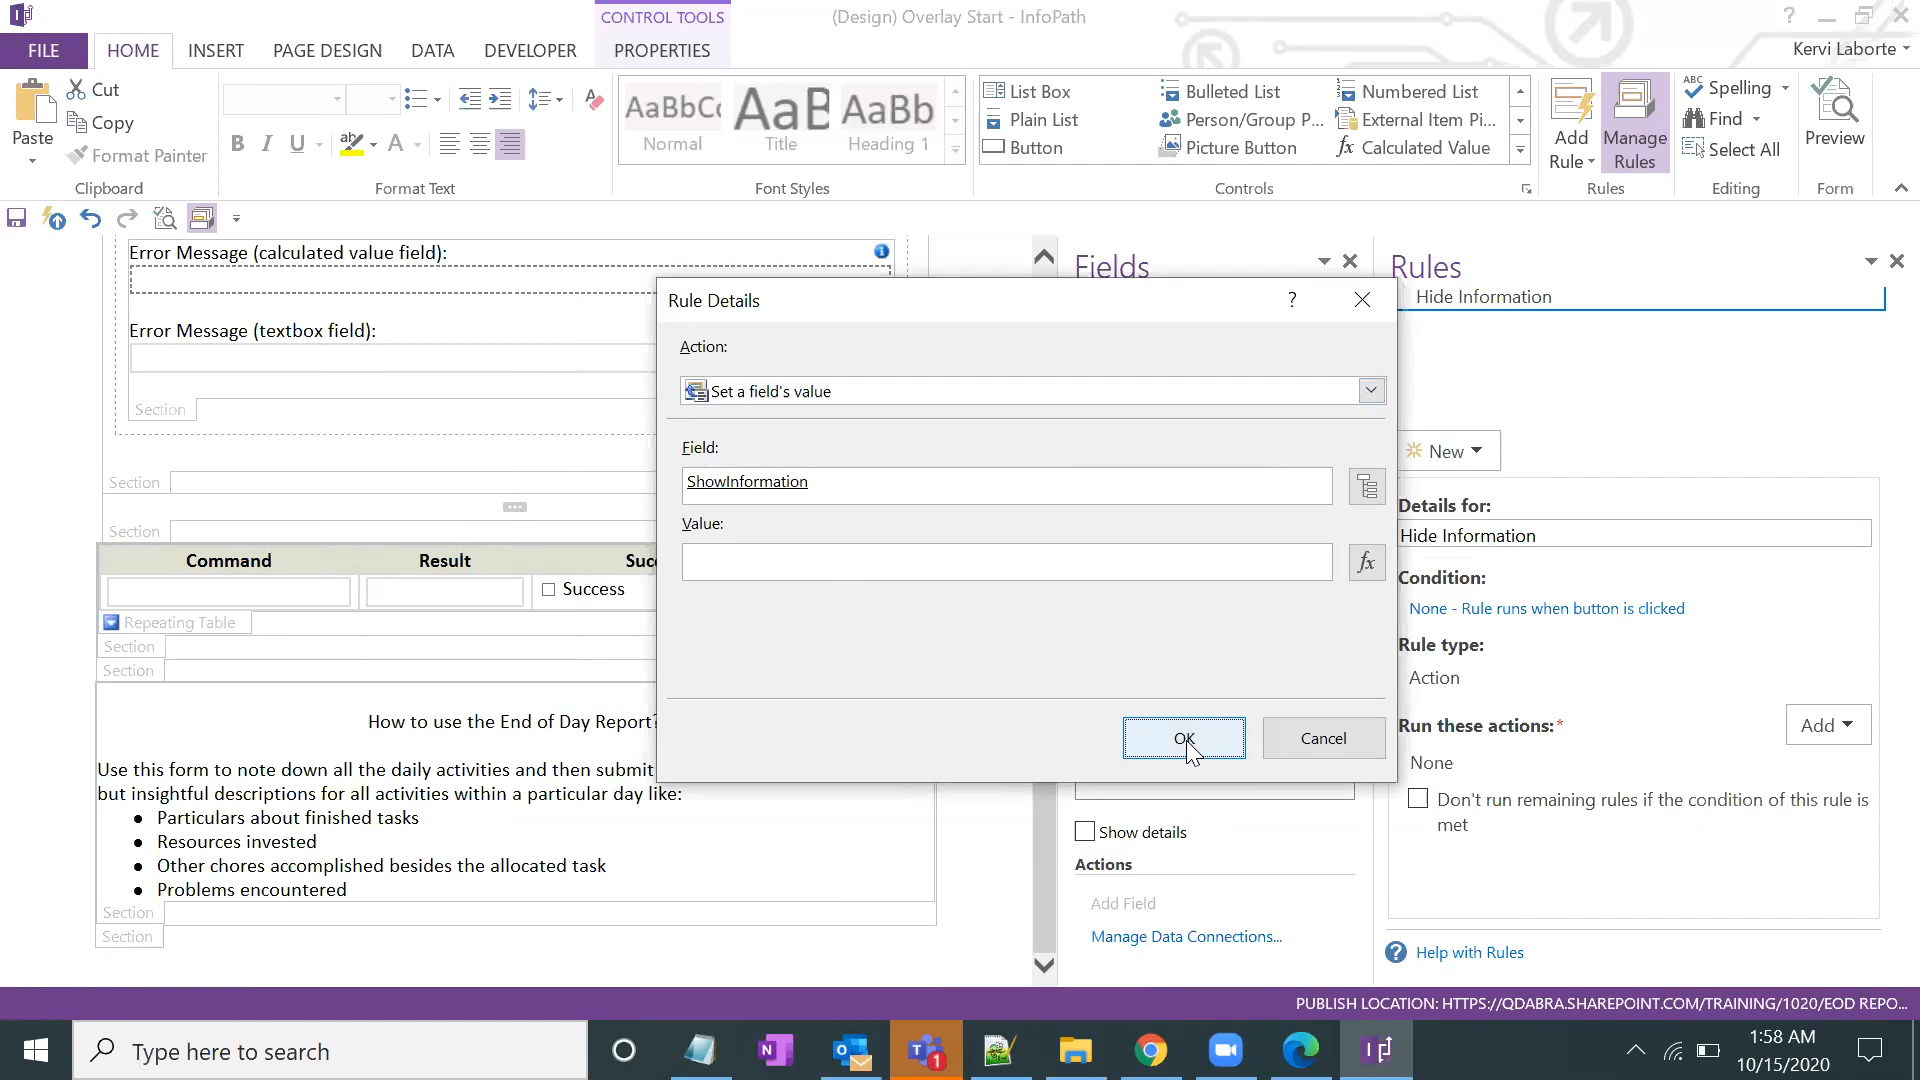 CONTROL TOOLS
(Design) Overlay Start - InfoPath
?
FILE
HOME
INSERT
PAGE DESIGN
DATA
DEVELOPER
PROPERTIES
Kervi Laborte
Paste
Cut
Copy
Format Painter
Clipboard
B I U
A
Format Text
AaBbCc
Normal
AaB
Title
AaBb
Heading 1
Font Styles
List Box
Plain List
Button
Bulleted List
Person/Group P...
Picture Button
Numbered List
External Item Pi...
fx Calculated Value
Controls
Add Rule
Manage Rules
Rules
ABC Spelling
Find
Select All
Editing
Preview
Form
Error Message (calculated value field):
Error Message (textbox field):
Section
Section
Section
Command
Result
Suc
Success
Repeating Table
Section
Section
How to use the End of Day Report?
Use this form to note down all the daily activities and then submit
but insightful descriptions for all activities within a particular day like:
● Particulars about finished tasks
● Resources invested
● Other chores accomplished besides the allocated task
● Problems encountered
Section
Section
Fields
Rule Details
?
Action:
Set a field's value
Field:
ShowInformation
Value:
fx
OK
Cancel
Show details
Actions
Add Field
Manage Data Connections...
Rules
Hide Information
New
Details for:
Hide Information
Condition:
None - Rule runs when button is clicked
Rule type:
Action
Run these actions:*
Add
None
Don't run remaining rules if the condition of this rule is
met
? Help with Rules
PUBLISH LOCATION: HTTPS://QDABRA.SHAREPOINT.COM/TRAINING/1020/EOD REPO...
Type here to search
1
1:58 AM
10/15/2020